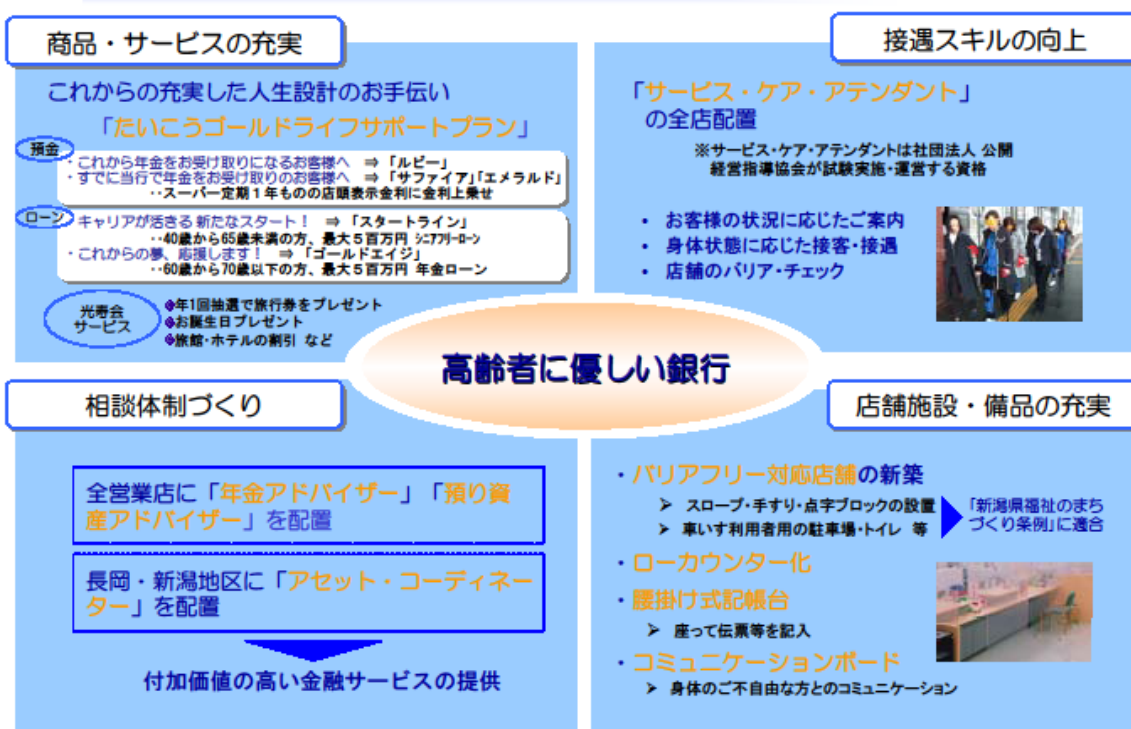 商品・サービスの充実
これからの充実した人生設計のお手伝い
「たいこうゴールドライフサポートプラン」
預金
・これから年金をお受け取りになるお客様へ ⇒「ルビー」
・すでに当行で年金をお受け取りのお客様へ ⇒「サファイア」「エメラルド」
‥スーパー定期１年ものの店頭表示金利に金利上乗せ
ローン
・キャリアが活きる 新たなスタート！ ⇒「スタートライン」
‥40歳から65歳未満の方、最大５百万円 ｼﾆｱﾌﾘｰﾛｰﾝ
・これからの夢、応援します！ ⇒「ゴールドエイジ」
‥60歳から70歳以下の方、最大５百万円 年金ローン
光寿会
サービス
◆年1回抽選で旅行券をプレゼント
◆お誕生日プレゼント
◆旅館・ホテルの割引 など
接遇スキルの向上
「サービス・ケア・アテンダント」
の全店配置
※サービス・ケア・アテンダントは社団法人 公開
経営指導協会が試験実施・運営する資格
• お客様の状況に応じたご案内
• 身体状態に応じた接客・接遇
• 店舗のバリア・チェック
高齢者に優しい銀行
相談体制づくり
全営業店に「年金アドバイザー」「預り資
産アドバイザー」を配置
長岡・新潟地区に「アセット・コーディネー
ター」を配置
付加価値の高い金融サービスの提供
店舗施設・備品の充実
・バリアフリー対応店舗の新築
➢ スロープ・手すり・点字ブロックの設置
➢ 車いす利用者用の駐車場・トイレ 等
「新潟県福祉のまち
づくり条例」に適合
・ローカウンター化
・腰掛け式記帳台
➢ 座って伝票等を記入
・コミュニケーションボード
➢ 身体のご不自由な方とのコミュニケーション